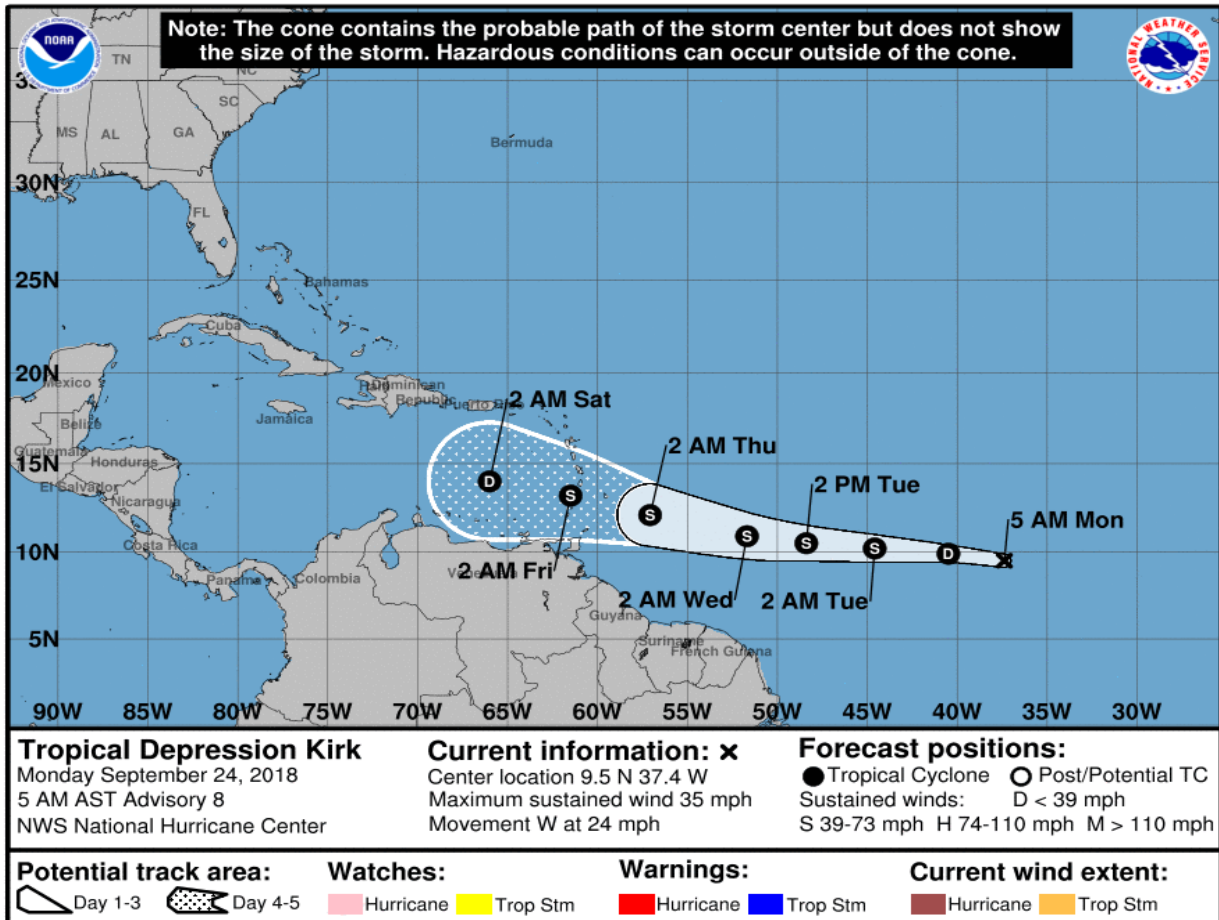 Note: The cone contains the probable path of the storm center but does not show
the size of the storm. Hazardous conditions can occur outside of the cone.
NOAA
NATIONAL WEATHER SERVICE
TN
NC
SC
MS
AL
GA
Bermuda
30N
FL
25N
Bahamas
Cuba
20N
Mexico
Dominican
Republic
Puerto Rico
2 AM Sat
Jamaica
Belize
2 AM Thu
Guatemala
15N
Honduras
D
S
2 PM Tue
El Salvador
Nicaragua
S
5 AM Mon
Costa Rica
10N
S
S
S
D
2 AM Fri
Panama
Colombia
2 AM Wed
2 AM Tue
Guyana
5N
Suriname
French Guiana
90W 85W 80W 75W 70W 65W 60W 55W 50W 45W 40W 35W 30W
Tropical Depression Kirk
Monday September 24, 2018
5 AM AST Advisory 8
NWS National Hurricane Center
Current information: x
Center location 9.5 N 37.4 W
Maximum sustained wind 35 mph
Movement W at 24 mph
Forecast positions:
Tropical Cyclone Post/Potential TC
Sustained winds: D < 39 mph
S 39-73 mph H 74-110 mph M > 110 mph
Potential track area:
Day 1-3 Day 4-5
Watches:
Hurricane Trop Stm
Warnings:
Hurricane Trop Stm
Current wind extent:
Hurricane Trop Stm